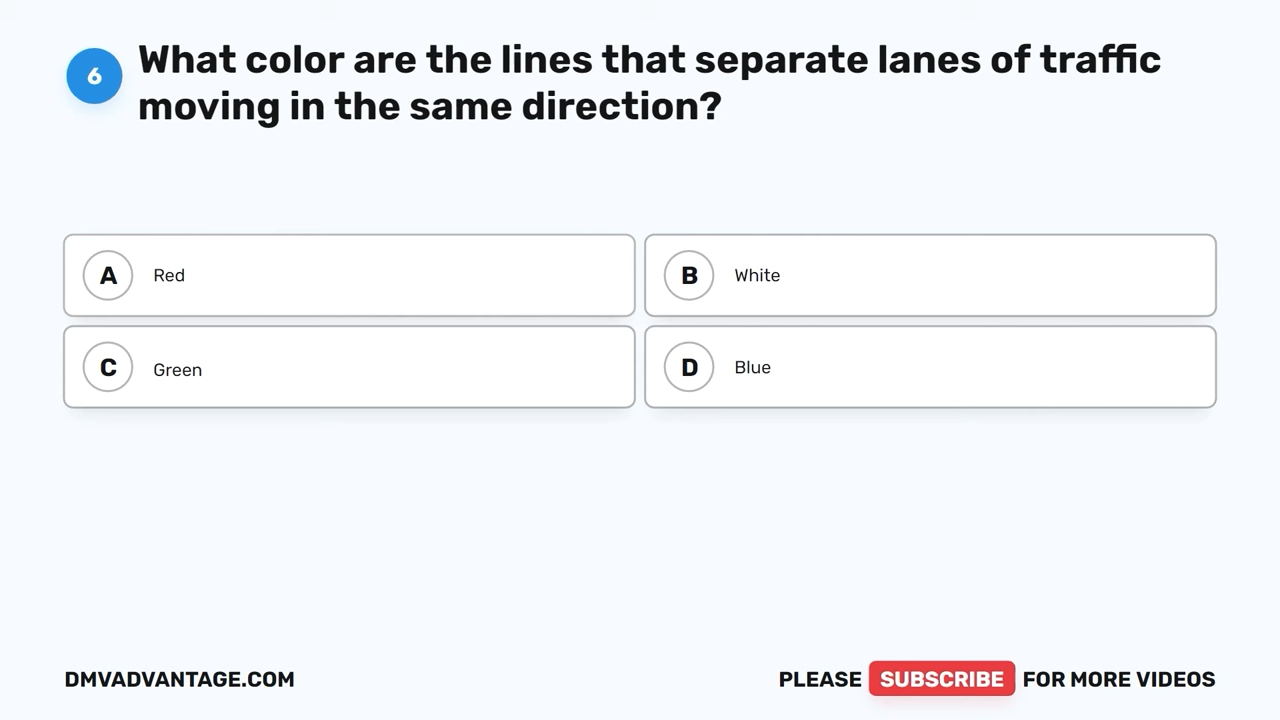 6
What color are the lines that separate lanes of traffic
moving in the same direction?
A Red
B White
C Green
D Blue
DMVADVANTAGE.COM
PLEASE SUBSCRIBE FOR MORE VIDEOS